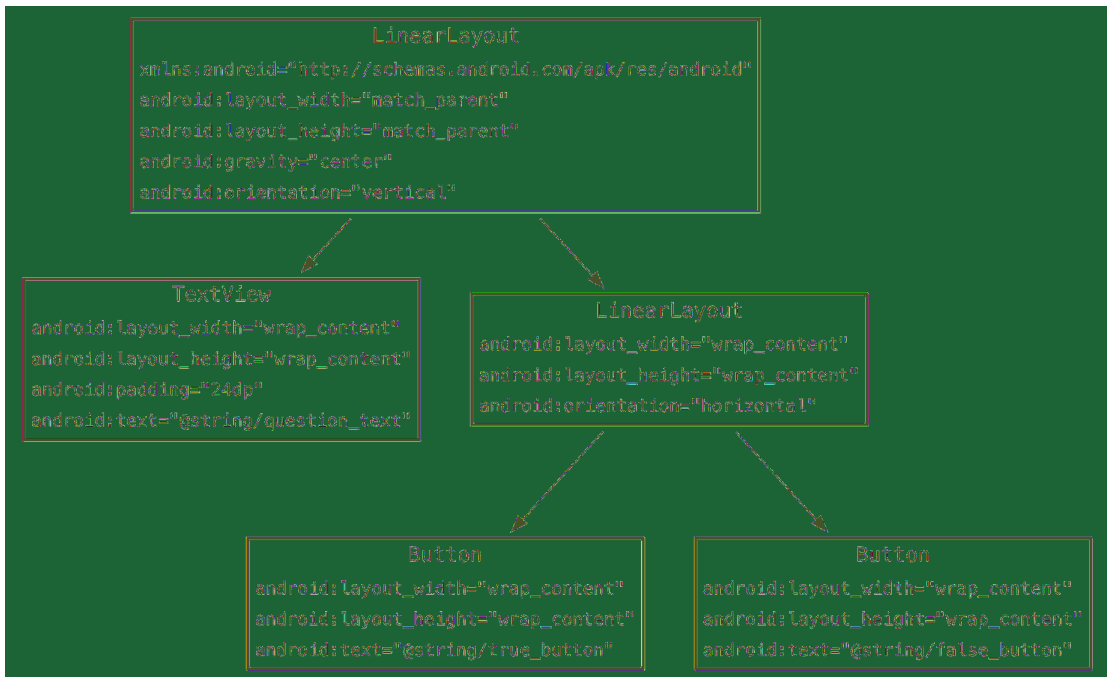 LinearLayout
xmlns:android="http://schemas.android.com/apk/res/android"
android:layout_width="match_parent"
android:layout_height="match_parent"
android:gravity="center"
android:orientation="vertical"
TextView
android:layout_width="wrap_content"
android:layout_height="wrap_content"
android:padding="24dp"
android:text="@string/question_text"
LinearLayout
android:layout_width="wrap_content"
android:layout_height="wrap_content"
android:orientation="horizontal"
Button
android:layout_width="wrap_content"
android:layout_height="wrap_content"
android:text="@string/true_button"
Button
android:layout_width="wrap_content"
android:layout_height="wrap_content"
android:text="@string/false_button"